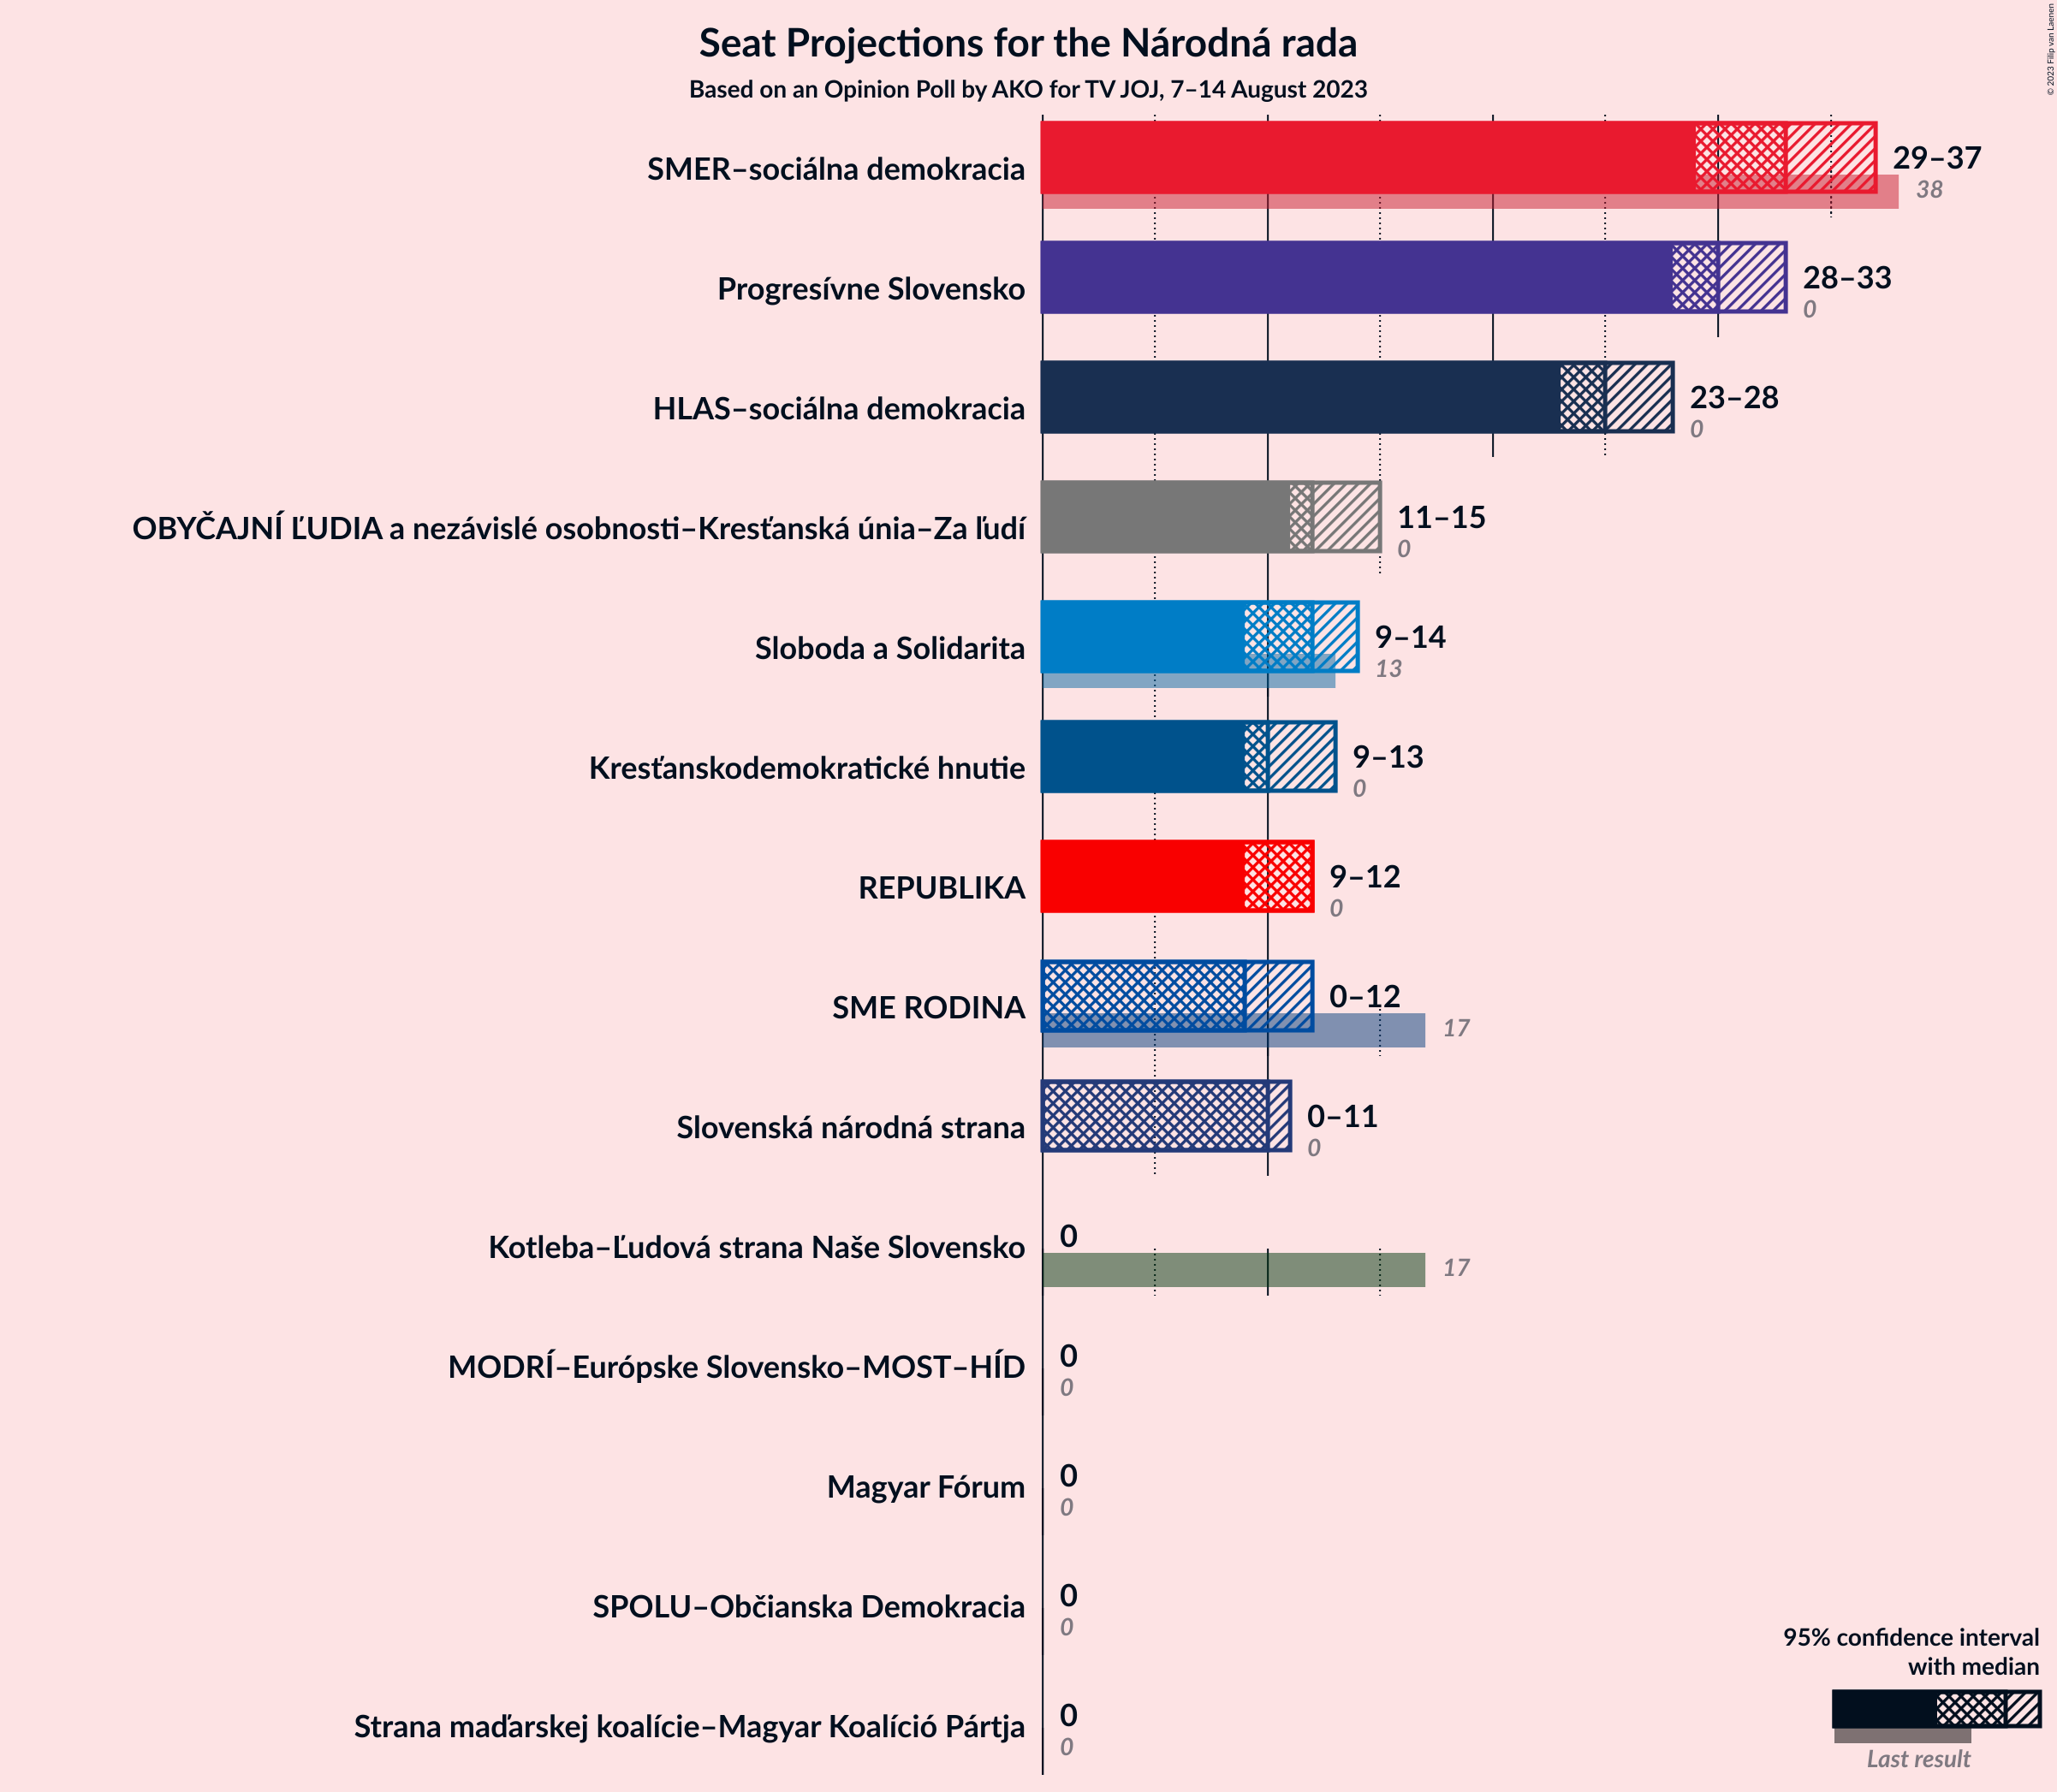 Seat Projections for the Národná rada
Based on an Opinion Poll by AKO for TV JOJ, 7–14 August 2023
© 2023 Filip van Laenen
SMER–sociálna demokracia
29–37
38
Progresívne Slovensko
28–33
0
HLAS–sociálna demokracia
23–28
0
OBYČAJNÍ ĽUDIA a nezávislé osobnosti–Kresťanská únia–Za ľudí
11–15
0
Sloboda a Solidarita
9–14
13
Kresťanskodemokratické hnutie
9–13
0
REPUBLIKA
9–12
0
SME RODINA
0–12
17
Slovenská národná strana
0–11
0
Kotleba–Ľudová strana Naše Slovensko
0
17
MODRÍ–Európske Slovensko–MOST–HÍD
0
0
Magyar Fórum
0
0
SPOLU–Občianska Demokracia
0
0
Strana maďarskej koalície–Magyar Koalíció Pártja
0
0
95% confidence interval
with median
Last result